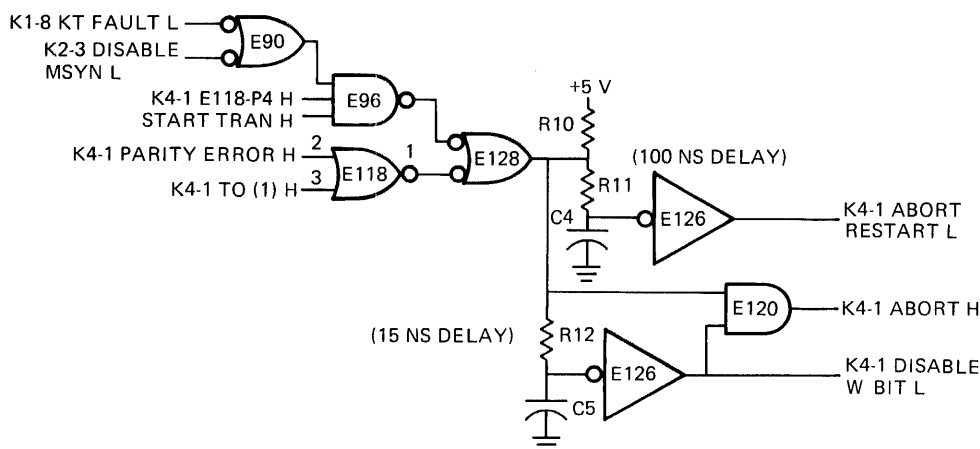 K1-8 KT FAULT L
E90
K2-3 DISABLE
MSYN L
K4-1 E118-P4 H
START TRAN H
E96
K4-1 PARITY ERROR H
2
1
E118
K4-1 TO (1) H
3
E128
+5 V
R10
(100 NS DELAY)
R11
C4
E126
K4-1 ABORT
RESTART L
E120
K4-1 ABORT H
(15 NS DELAY)
R12
E126
K4-1 DISABLE
W BIT L
C5